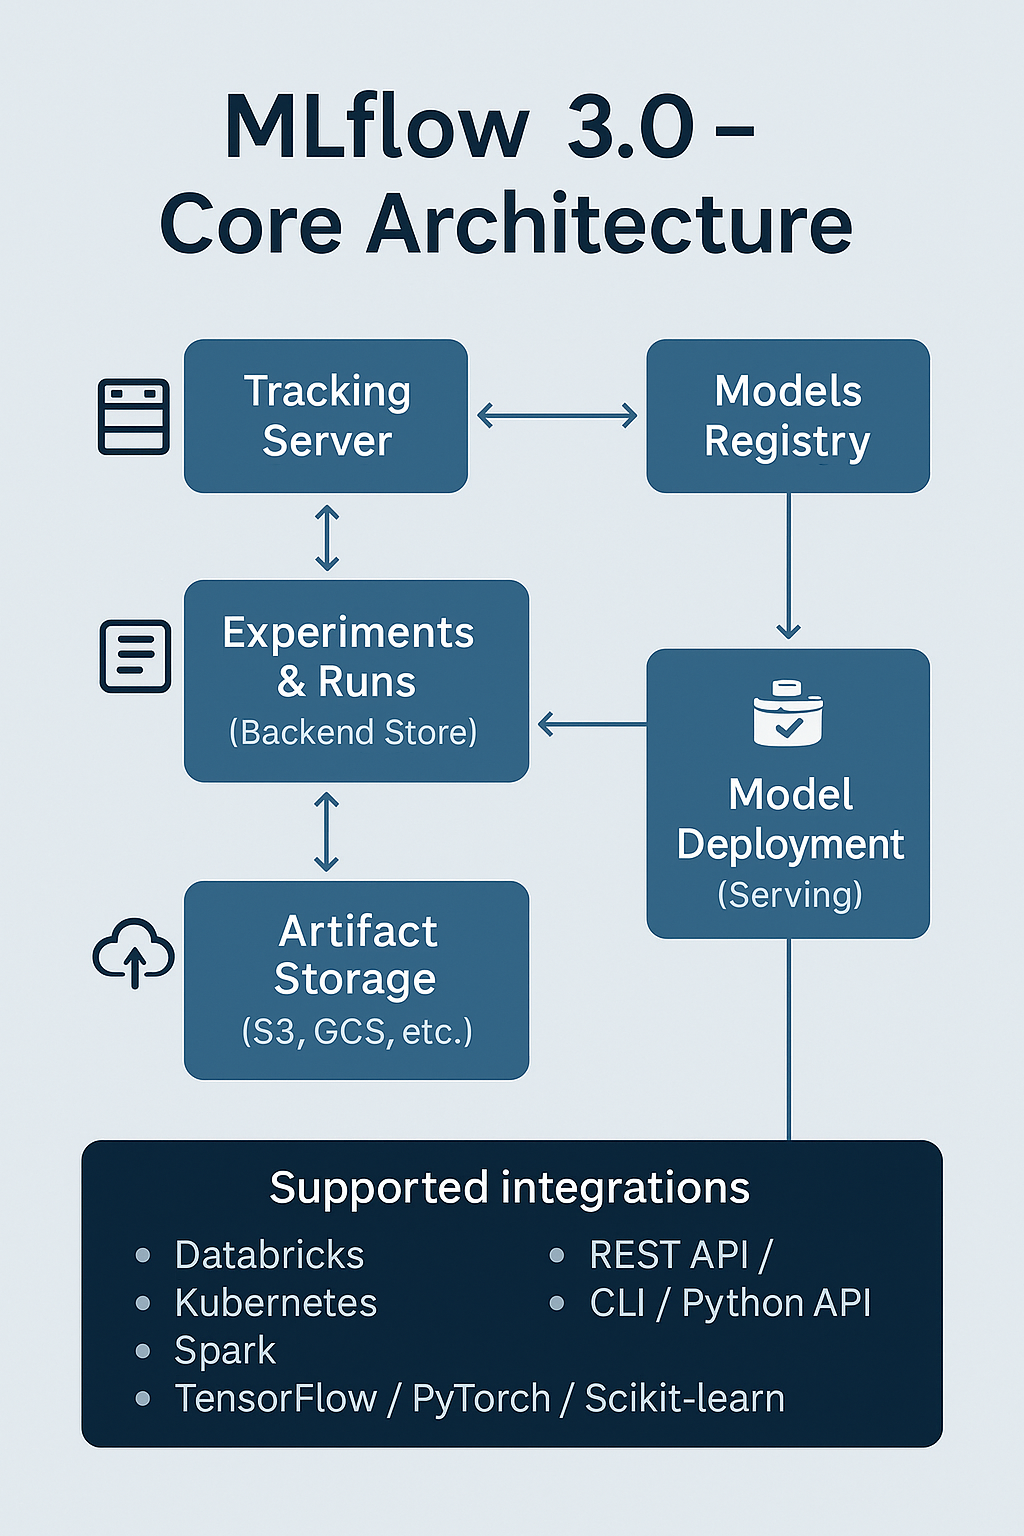 MLflow 3.0 –
Core Architecture
Tracking
Server
Models
Registry
Experiments
& Runs
(Backend Store)
Model
Deployment
(Serving)
Artifact
Storage
(S3, GCS, etc.)
Supported integrations
• Databricks
• Kubernetes
• Spark
• TensorFlow / PyTorch / Scikit-learn
• REST API /
• CLI / Python API